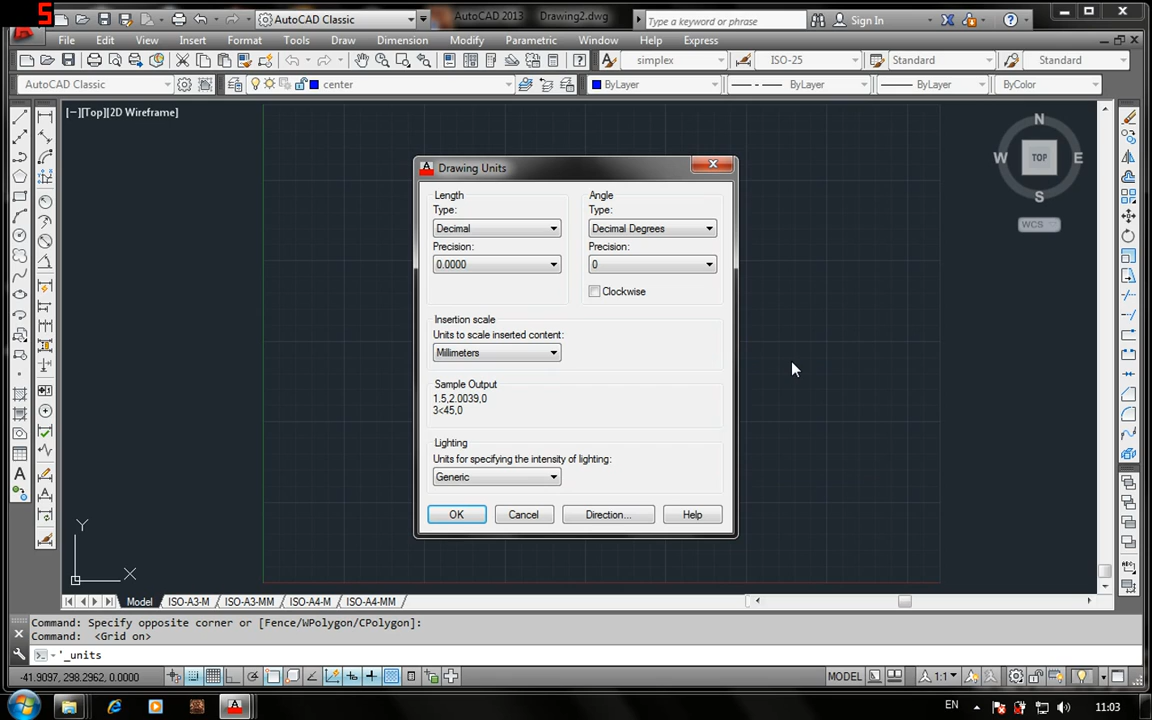 5
AutoCAD Classic
AutoCAD 2013 Drawing2.dwg
Type a keyword or phrase
Sign In
File Edit View Insert Format Tools Draw Dimension Modify Parametric Window Help Express
simplex ISO-25 Standard Standard
AutoCAD Classic center ByLayer ByLayer ByLayer ByColor
[−][Top][2D Wireframe]
N
W TOP E
S
WCS
Drawing Units
Length
Type:
Decimal
Precision:
0.0000
Angle
Type:
Decimal Degrees
Precision:
0
Clockwise
Insertion scale
Units to scale inserted content:
Millimeters
Sample Output
1.5,2.0039,0
3<45,0
Lighting
Units for specifying the intensity of lighting:
Generic
OK Cancel Direction... Help
Y
X
Model ISO-A3-M ISO-A3-MM ISO-A4-M ISO-A4-MM
Command: Specify opposite corner or [Fence/WPolygon/CPolygon]:
Command: <Grid on>
'_units
-41.9097, 298.2962, 0.0000 MODEL 1:1
EN 11:03